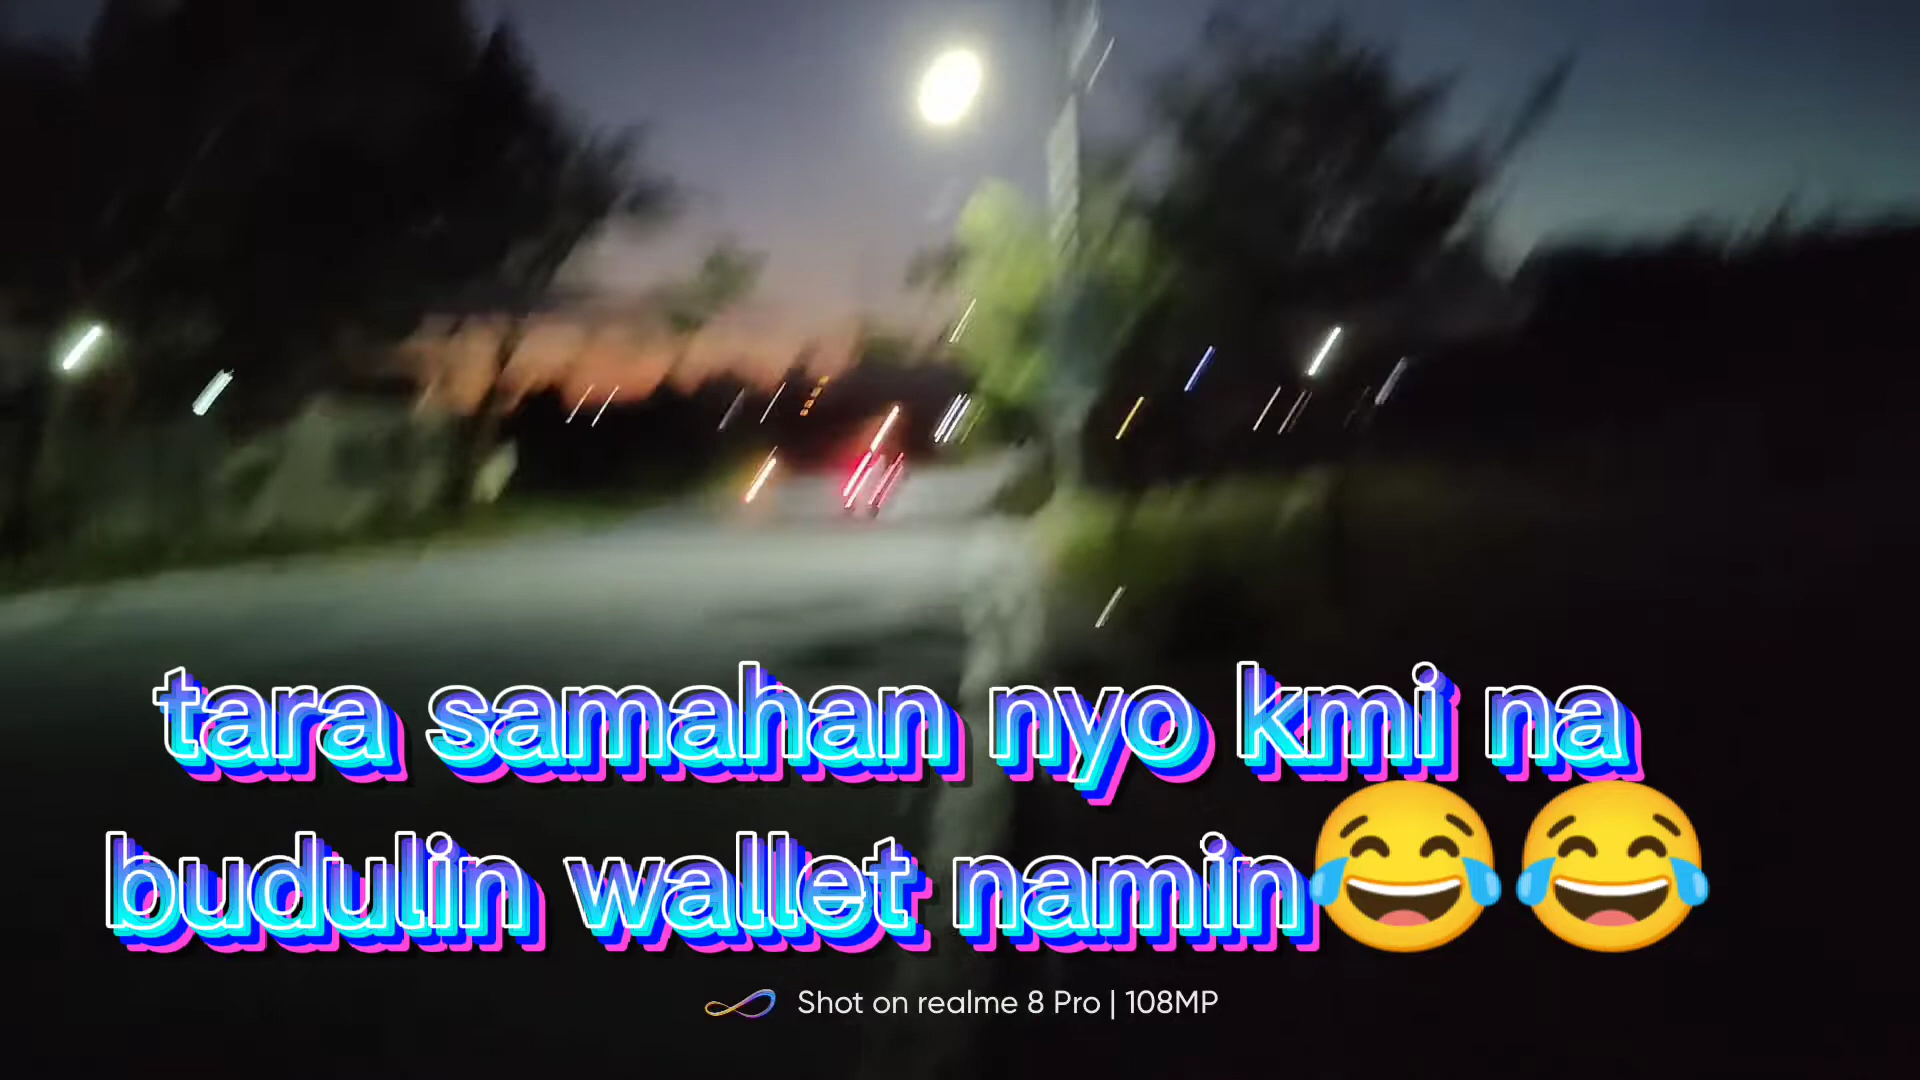 tara samahan nyo kmi na
budulin wallet namin😂😂
Shot on realme 8 Pro | 108MP